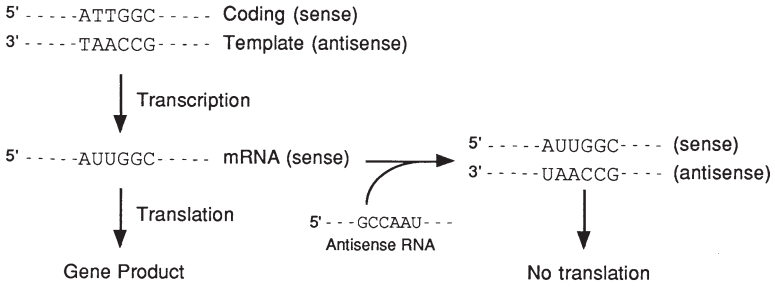 5' -----ATTGGC----- Coding (sense)
3' -----TAACCG----- Template (antisense)
Transcription
5' -----AUUGGC----- mRNA (sense)
5' -----AUUGGC---- (sense)
3' -----UAACCG---- (antisense)
Translation
5' ---GCCAAU---
Antisense RNA
Gene Product
No translation